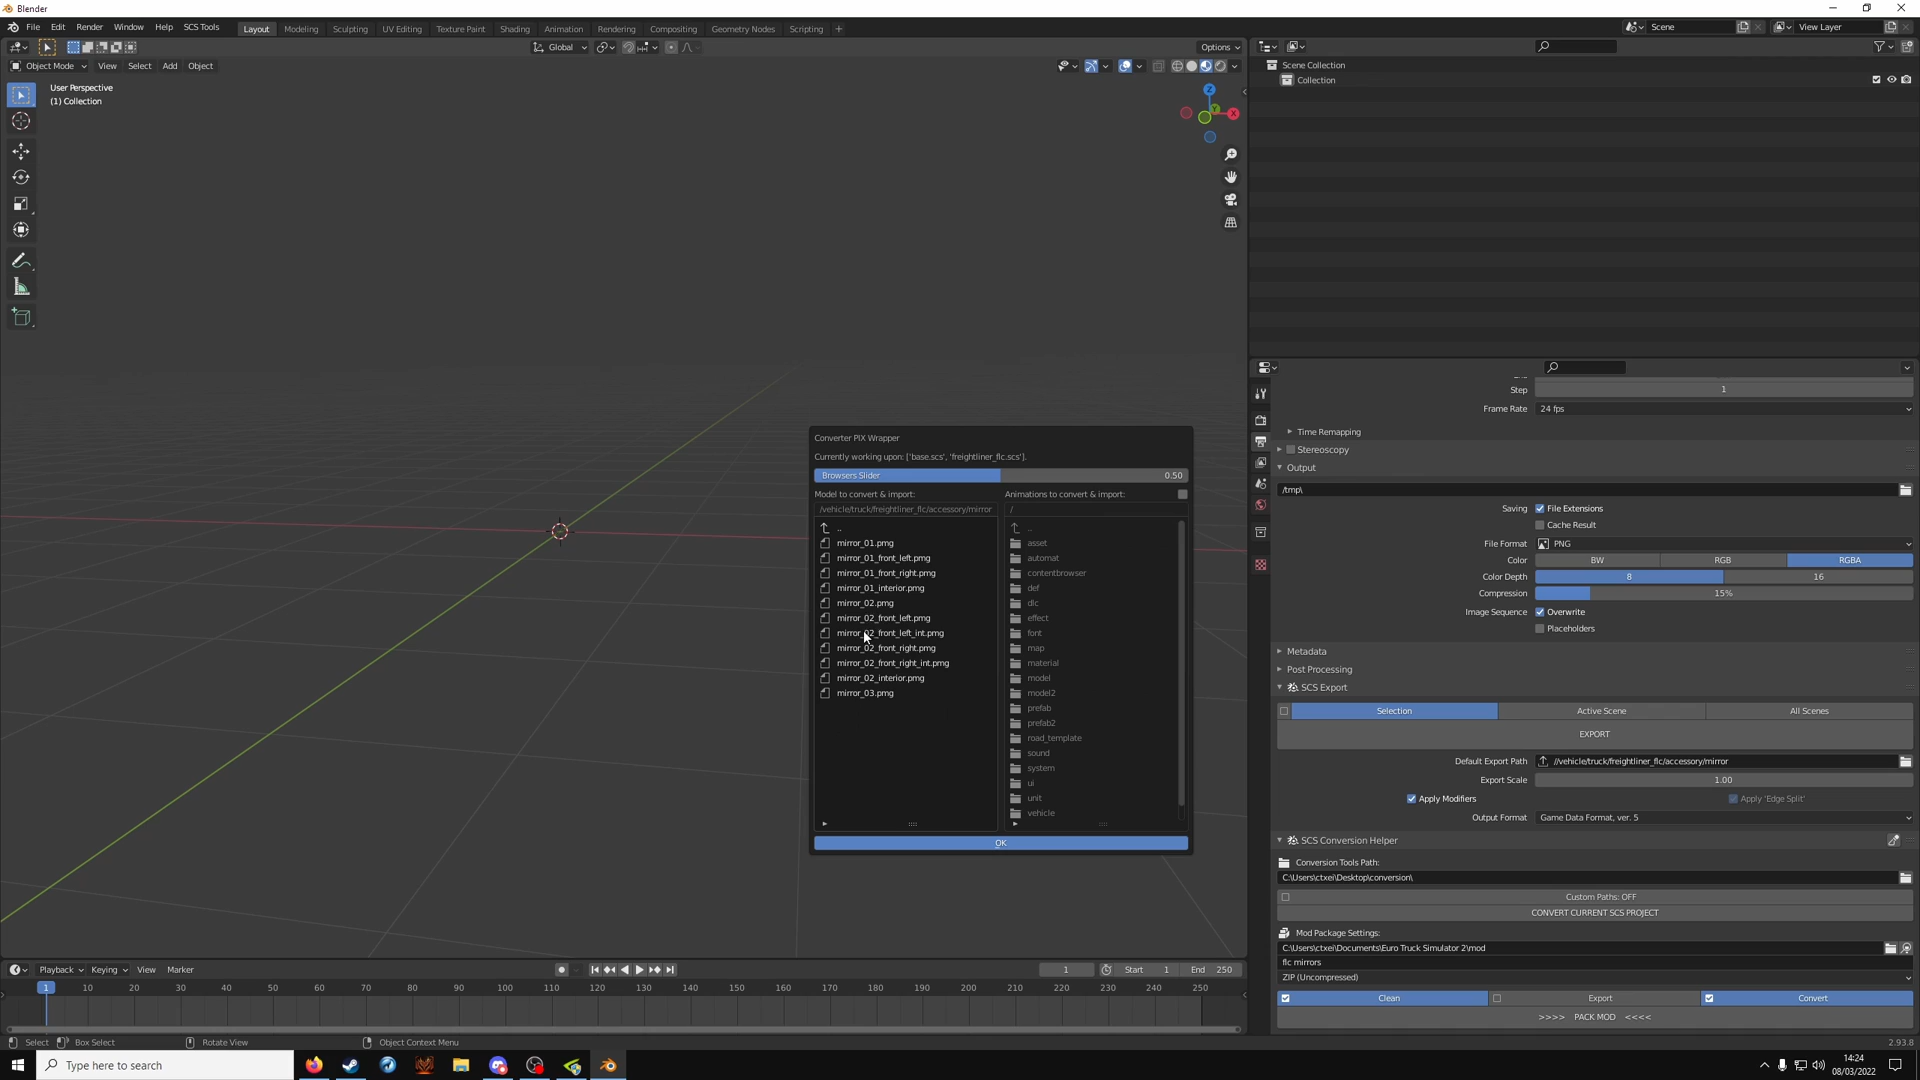 Blender
File Edit Render Window Help SCS Tools
Layout Modeling Sculpting UV Editing Texture Paint Shading Animation Rendering Compositing Geometry Nodes Scripting +
Scene
View Layer
Global
Options
Object Mode View Select Add Object
User Perspective
(1) Collection
Z
Y
X
Scene Collection
Collection
Converter PIX Wrapper
Currently working upon: ['base.scs', 'freightliner_flc.scs'].
Browsers Slider 0.50
Model to convert & import:
/vehicle/truck/freightliner_flc/accessory/mirror
..
mirror_01.pmg
mirror_01_front_left.pmg
mirror_01_front_right.pmg
mirror_01_interior.pmg
mirror_02.pmg
mirror_02_front_left.pmg
mirror_02_front_left_int.pmg
mirror_02_front_right.pmg
mirror_02_front_right_int.pmg
mirror_02_interior.pmg
mirror_03.pmg
Animations to convert & import:
/
..
asset
automat
contentbrowser
def
dlc
effect
font
map
material
model
model2
prefab
prefab2
road_template
sound
system
ui
unit
vehicle
OK
Step 1
Frame Rate 24 fps
Time Remapping
Stereoscopy
Output
/tmp\
Saving File Extensions
Cache Result
File Format PNG
Color BW RGB RGBA
Color Depth 8 16
Compression 15%
Image Sequence Overwrite
Placeholders
Metadata
Post Processing
SCS Export
Selection Active Scene All Scenes
EXPORT
Default Export Path //vehicle/truck/freightliner_flc/accessory/mirror
Export Scale 1.00
Apply Modifiers Apply 'Edge Split'
Output Format Game Data Format, ver. 5
SCS Conversion Helper
Conversion Tools Path:
C:\Users\ctxei\Desktop\conversion\
Custom Paths: OFF
CONVERT CURRENT SCS PROJECT
Mod Package Settings:
C:\Users\ctxei\Documents\Euro Truck Simulator 2\mod
flc mirrors
ZIP (Uncompressed)
Clean Export Convert
>>>> PACK MOD <<<<
Playback Keying View Marker
1 Start 1 End 250
1 10 20 30 40 50 60 70 80 90 100 110 120 130 140 150 160 170 180 190 200 210 220 230 240 250
Select Box Select Rotate View Object Context Menu
2.93.8
Type here to search
14:24
08/03/2022